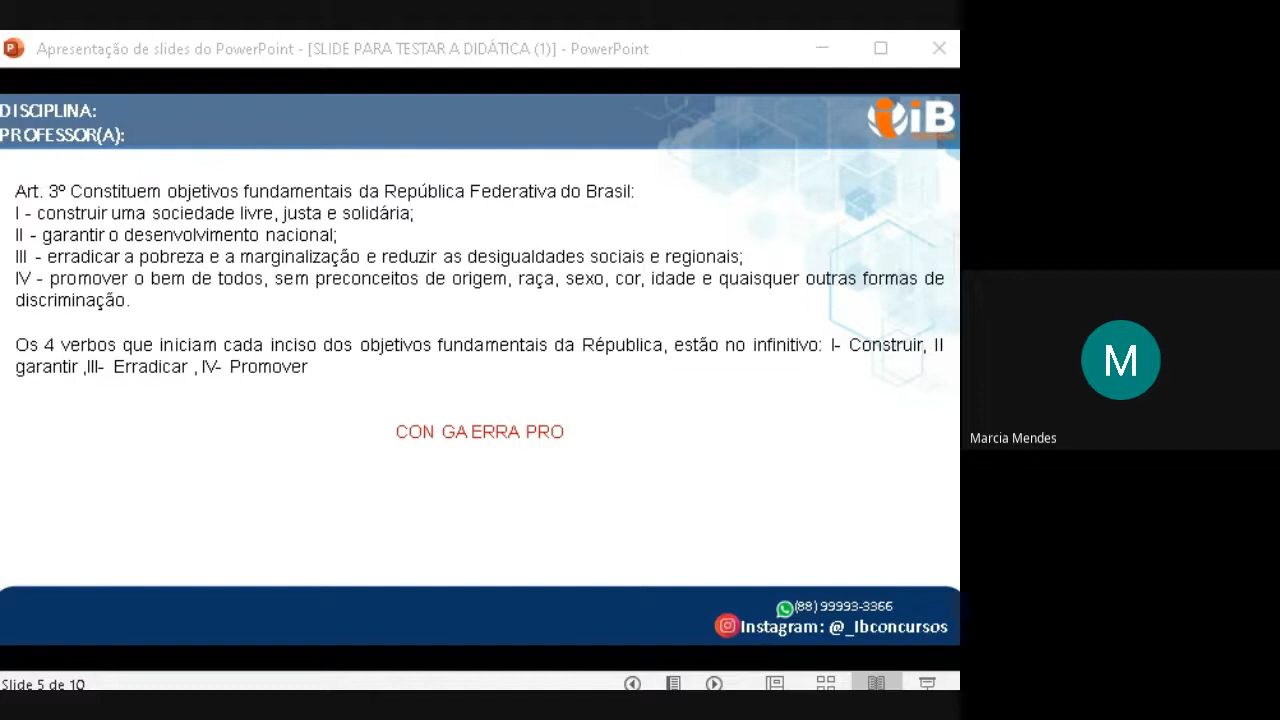 Apresentação de slides do PowerPoint - [SLIDE PARA TESTAR A DIDÁTICA (1)] - PowerPoint
DISCIPLINA:
PROFESSOR(A):
iB
Art. 3º Constituem objetivos fundamentais da República Federativa do Brasil:
I - construir uma sociedade livre, justa e solidária;
II - garantir o desenvolvimento nacional;
III - erradicar a pobreza e a marginalização e reduzir as desigualdades sociais e regionais;
IV - promover o bem de todos, sem preconceitos de origem, raça, sexo, cor, idade e quaisquer outras formas de
discriminação.
Os 4 verbos que iniciam cada inciso dos objetivos fundamentais da Républica, estão no infinitivo: I- Construir, II
garantir ,III- Erradicar , IV- Promover
CON GA ERRA PRO
M
Marcia Mendes
(88) 99993-3366
Instagram: @_Ibconcursos
Slide 5 de 10